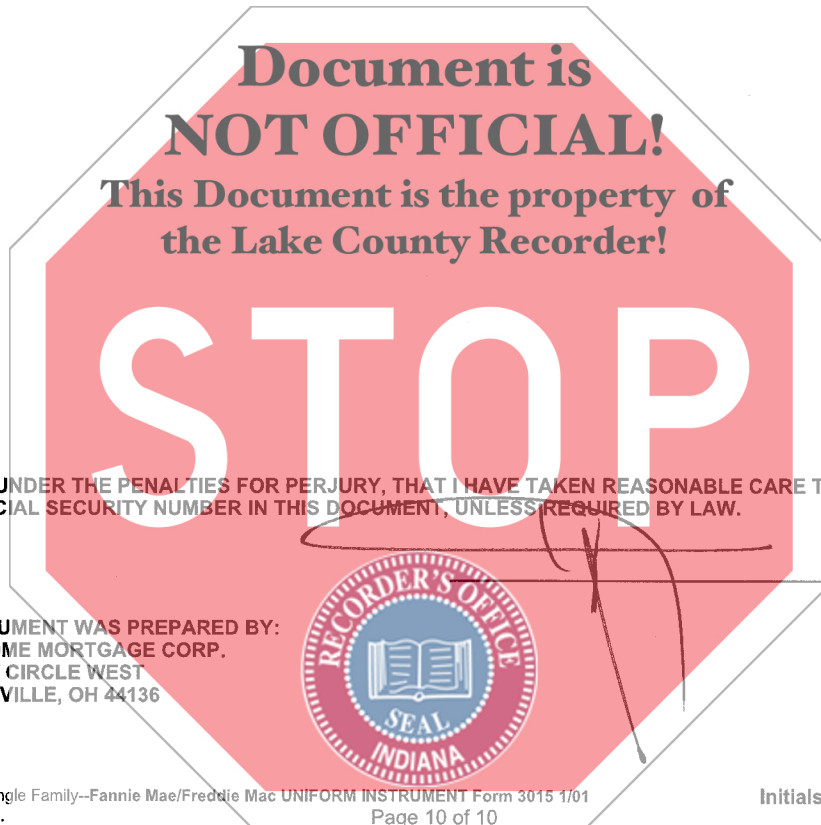 Document is
NOT OFFICIAL!
This Document is the property of
the Lake County Recorder!
STOP
UNDER THE PENALTIES FOR PERJURY, THAT I HAVE TAKEN REASONABLE CARE T
CIAL SECURITY NUMBER IN THIS DOCUMENT, UNLESS REQUIRED BY LAW.
RECORDER'S OFFICE
SEAL
INDIANA
UMENT WAS PREPARED BY:
ME MORTGAGE CORP.
CIRCLE WEST
VILLE, OH 44136
ngle Family--Fannie Mae/Freddie Mac UNIFORM INSTRUMENT Form 3015 1/01
Initials
Page 10 of 10